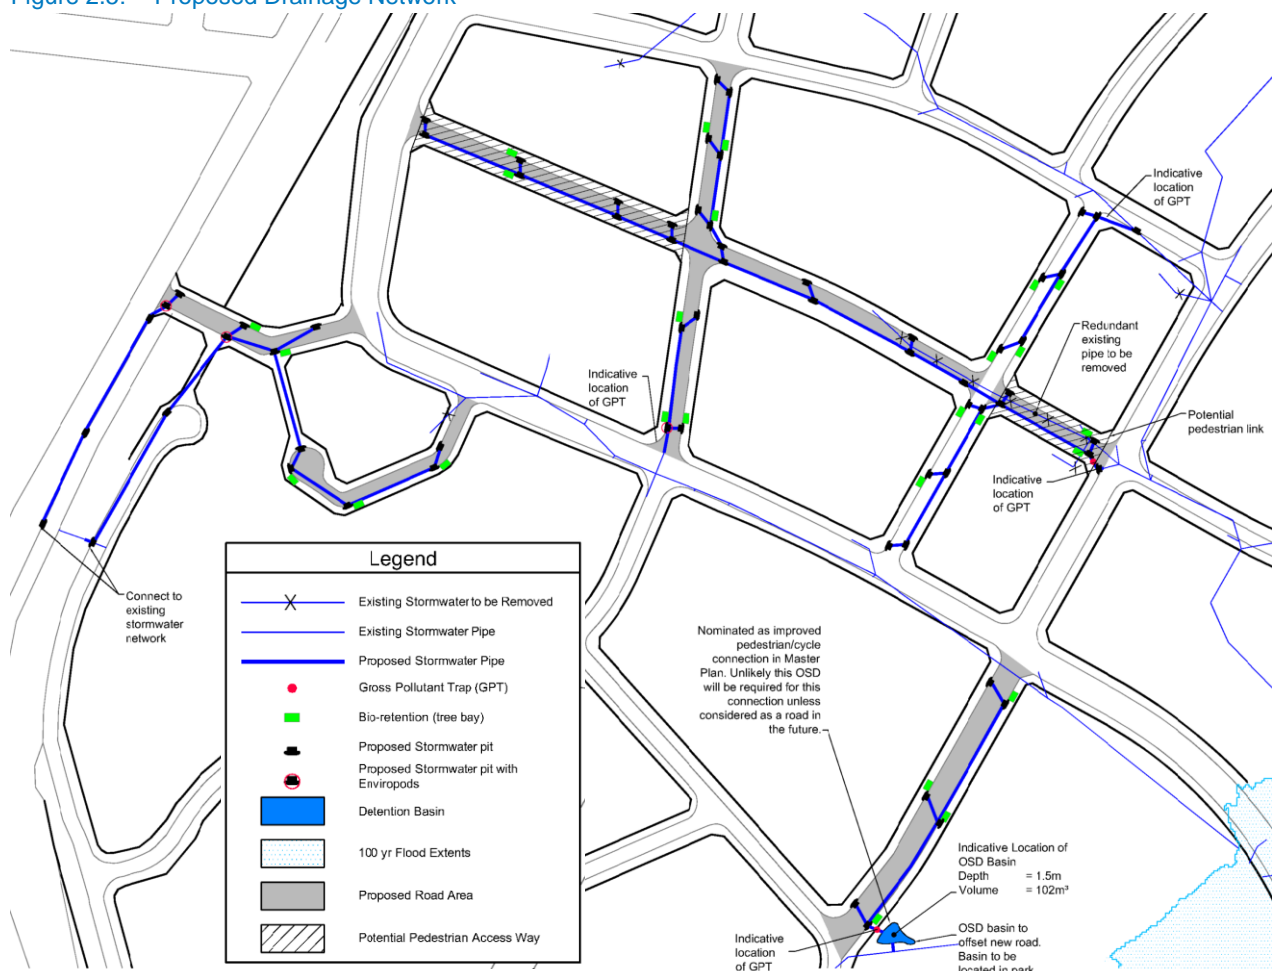 Figure 2.3. Proposed Drainage Network
Indicative
location
of GPT
Redundant
existing
pipe to be
removed
Indicative
location
of GPT
Potential
pedestrian link
Indicative
location
of GPT
Connect to
existing
stormwater
network
Legend
Existing Stormwater to be Removed
Existing Stormwater Pipe
Proposed Stormwater Pipe
Gross Pollutant Trap (GPT)
Bio-retention (tree bay)
Proposed Stormwater pit
Proposed Stormwater pit with
Enviropods
Detention Basin
100 yr Flood Extents
Proposed Road Area
Potential Pedestrian Access Way
Nominated as improved
pedestrian/cycle
connection in Master
Plan. Unlikely this OSD
will be required for this
connection unless
considered as a road in
the future.
Indicative Location of
OSD Basin
Depth = 1.5m
Volume = 102m³
OSD basin to
offset new road.
Basin to be
located in park
Indicative
location
of GPT